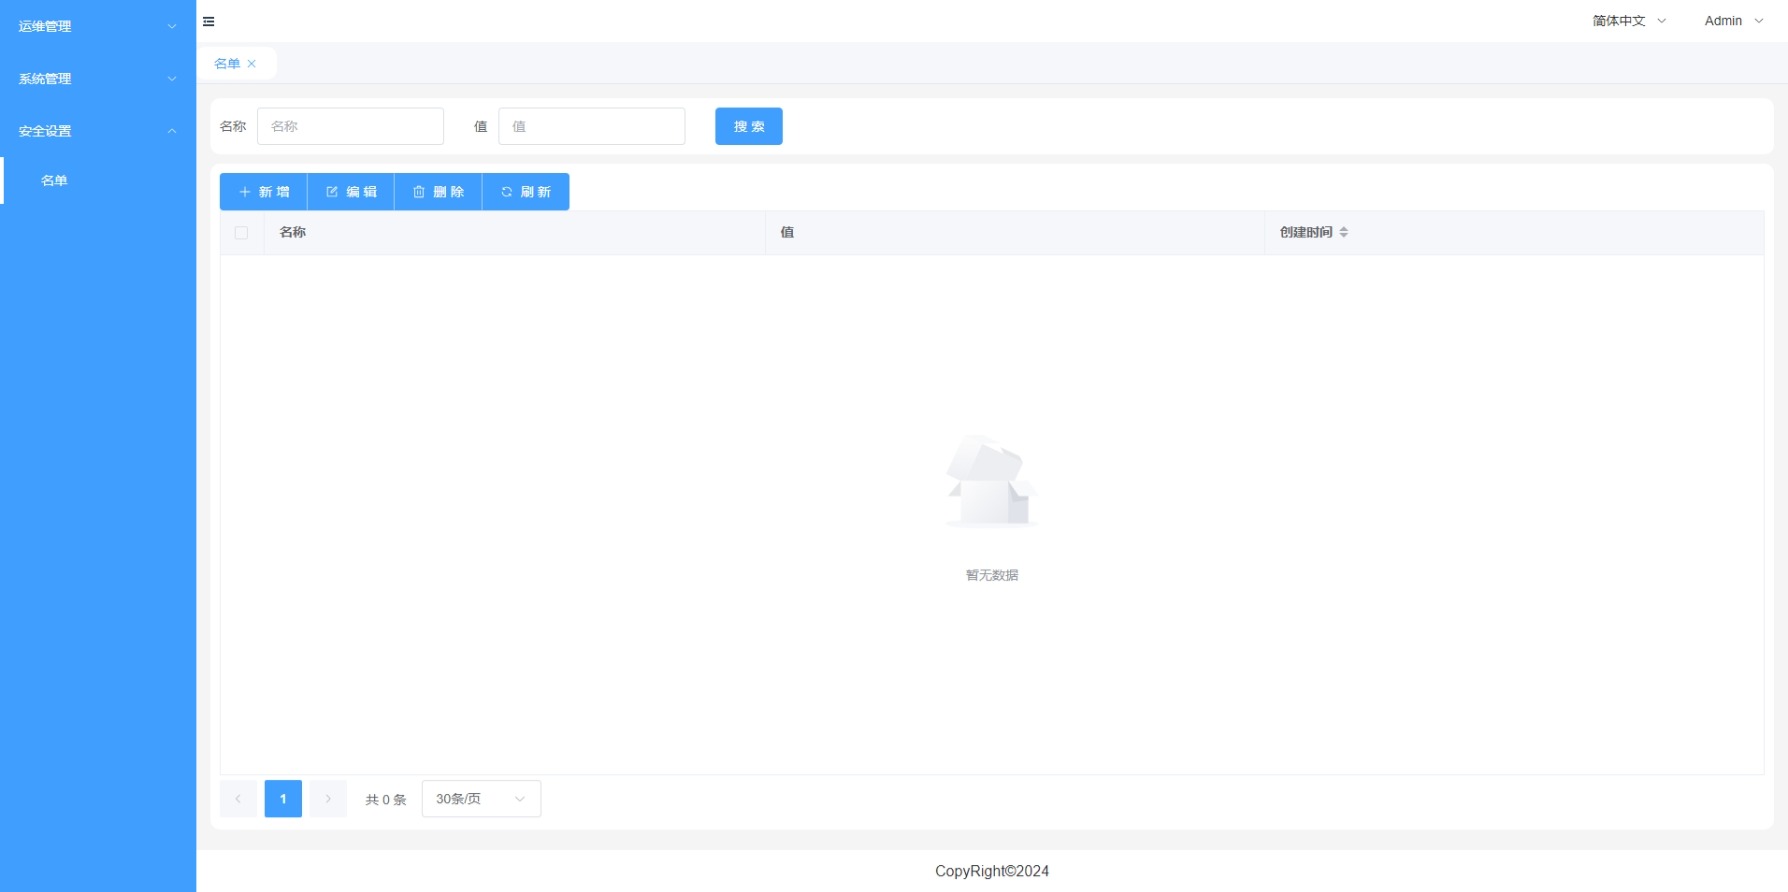 运维管理
系统管理
安全设置
名单
简体中文 Admin
名单
名称 名称 值 值 搜 索
新 增 编 辑 删 除 刷 新
名称 值 创建时间
暂无数据
1 共 0 条 30条/页
CopyRight©2024